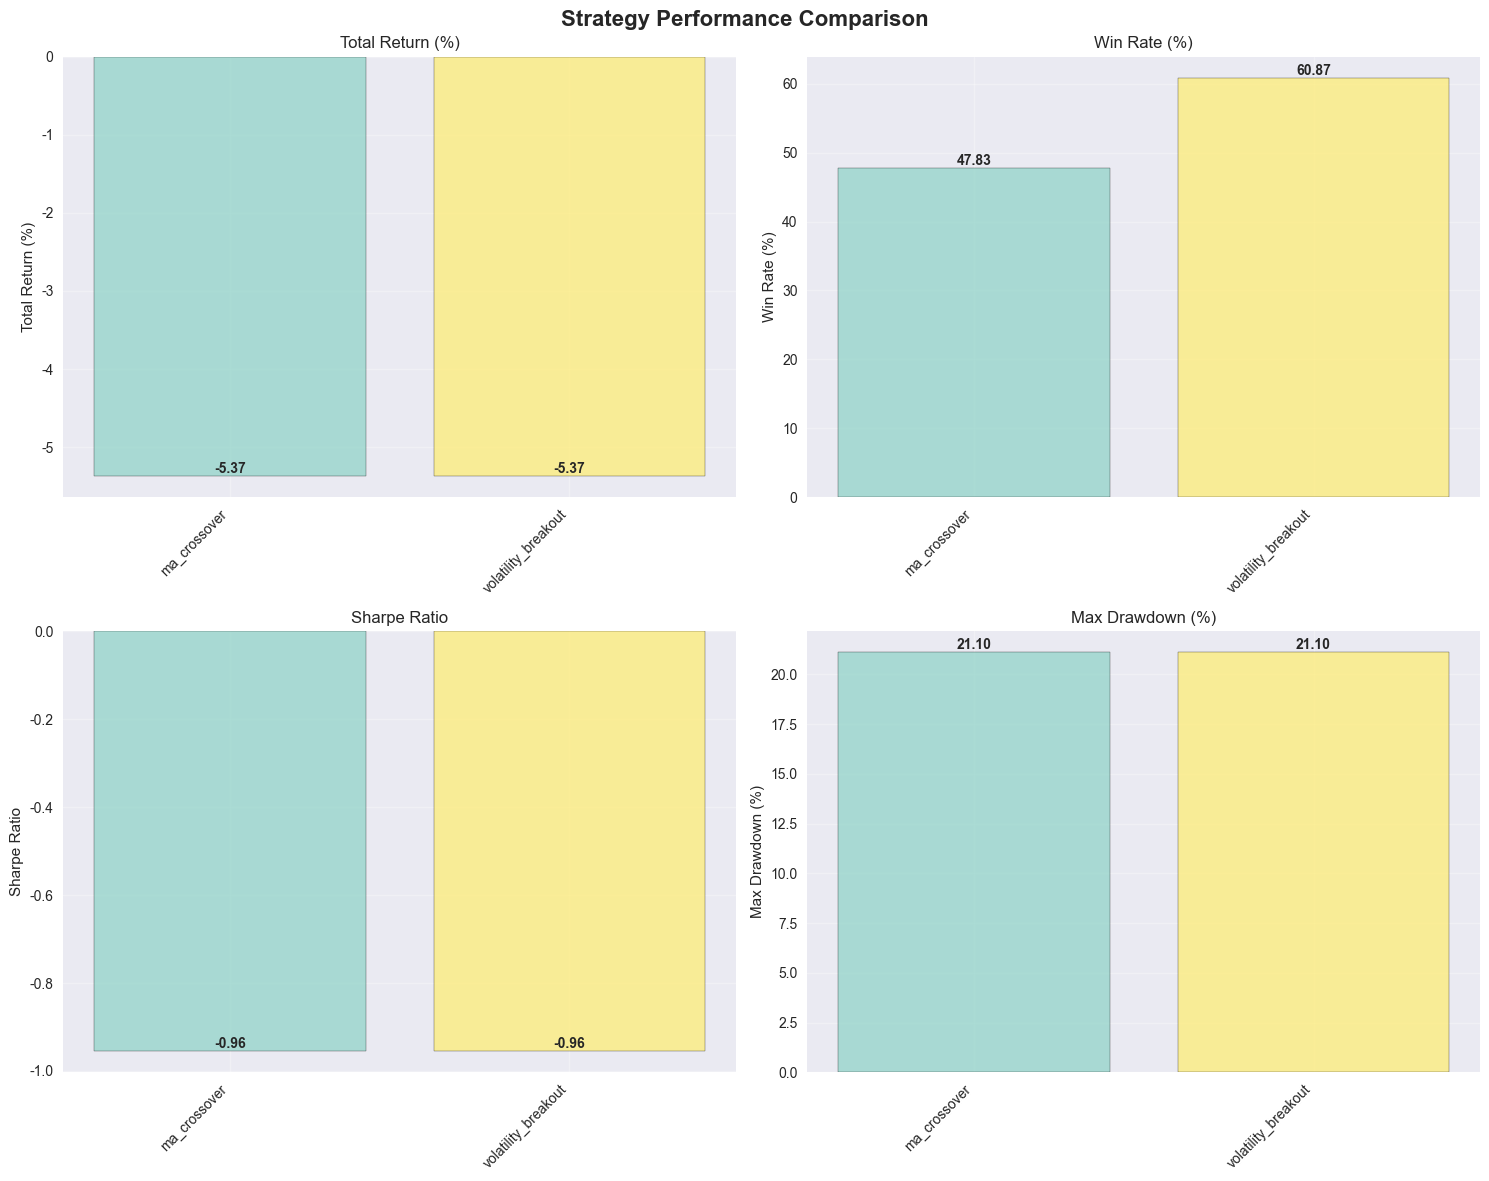 Strategy Performance Comparison
Total Return (%)
Total Return (%)
0
-1
-2
-3
-4
-5
-5.37
-5.37
ma_crossover
volatility_breakout
Win Rate (%)
Win Rate (%)
60
50
40
30
20
10
0
47.83
60.87
ma_crossover
volatility_breakout
Sharpe Ratio
Sharpe Ratio
0.0
-0.2
-0.4
-0.6
-0.8
-1.0
-0.96
-0.96
ma_crossover
volatility_breakout
Max Drawdown (%)
Max Drawdown (%)
20.0
17.5
15.0
12.5
10.0
7.5
5.0
2.5
0.0
21.10
21.10
ma_crossover
volatility_breakout